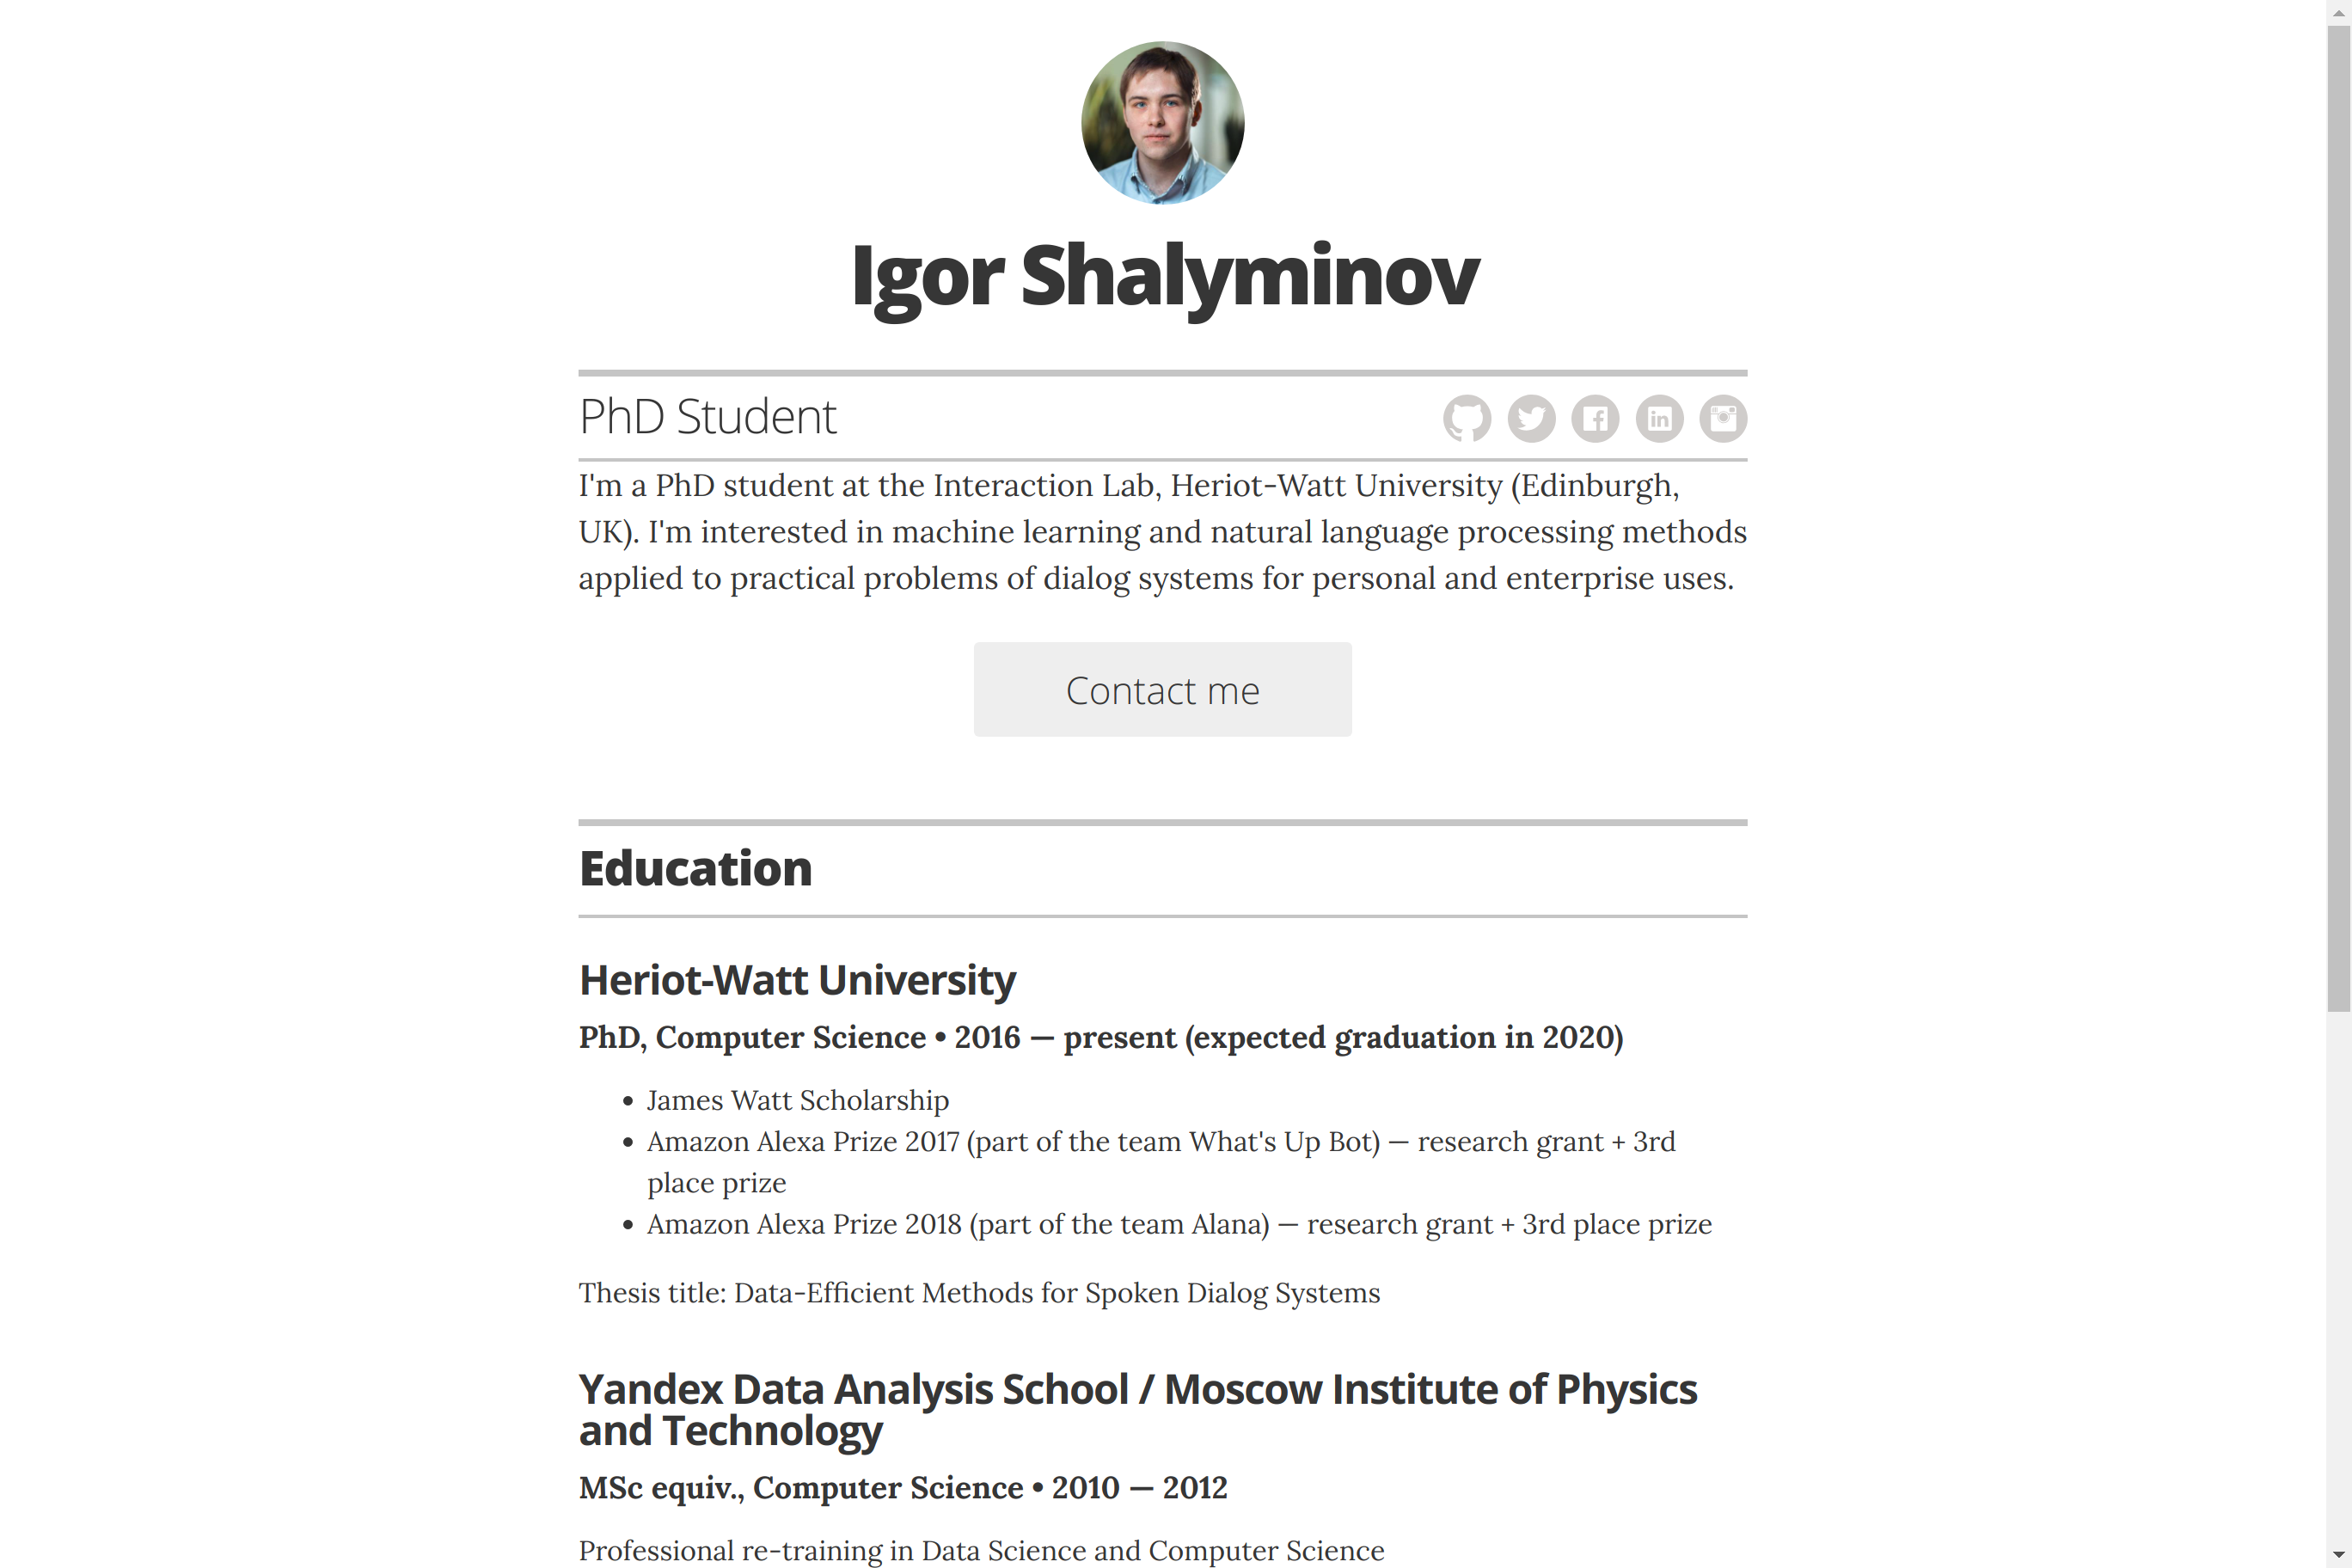 Igor Shalyminov
PhD Student
I'm a PhD student at the Interaction Lab, Heriot-Watt University (Edinburgh,
UK). I'm interested in machine learning and natural language processing methods
applied to practical problems of dialog systems for personal and enterprise uses.
Contact me
Education
Heriot-Watt University
PhD, Computer Science • 2016 — present (expected graduation in 2020)
• James Watt Scholarship
• Amazon Alexa Prize 2017 (part of the team What's Up Bot) — research grant + 3rd
place prize
• Amazon Alexa Prize 2018 (part of the team Alana) — research grant + 3rd place prize
Thesis title: Data-Efficient Methods for Spoken Dialog Systems
Yandex Data Analysis School / Moscow Institute of Physics
and Technology
MSc equiv., Computer Science • 2010 — 2012
Professional re-training in Data Science and Computer Science